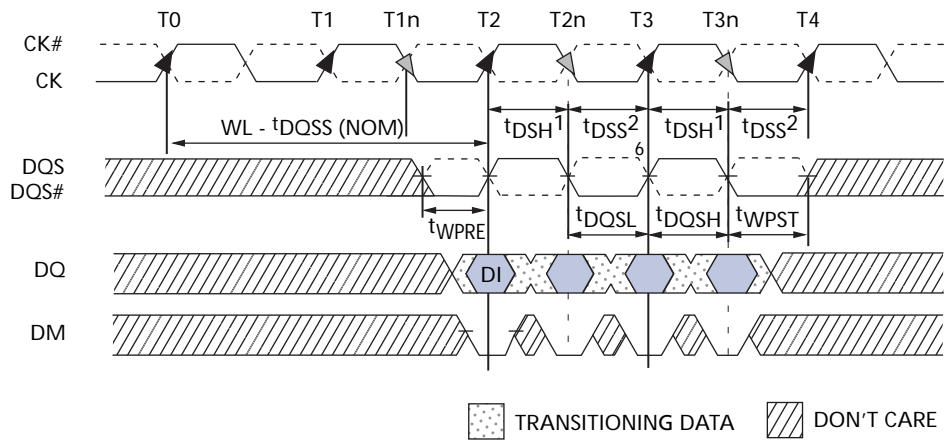 T0 T1 T1n T2 T2n T3 T3n T4
CK#
CK
tDSH1 tDSS2 tDSH1 tDSS2
WL - tDQSS (NOM)
6
DQS
DQS#
tWPRE tDQSL tDQSH tWPST
DQ DI
DM
TRANSITIONING DATA DON'T CARE